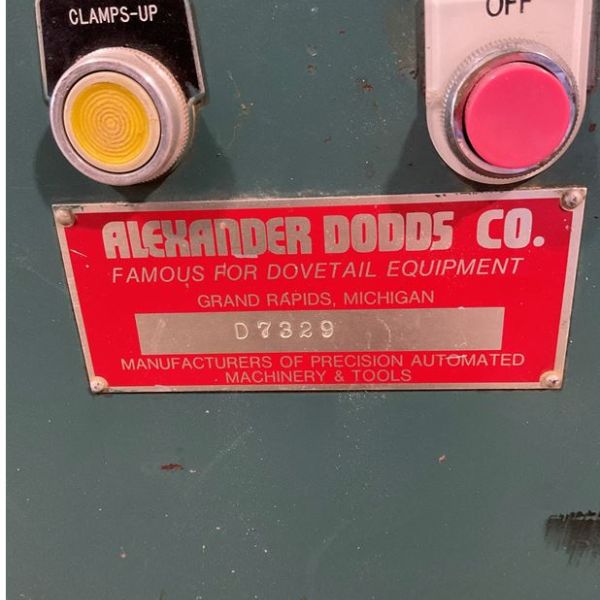 CLAMPS-UP
OFF
ALEXANDER DODDS CO.
FAMOUS FOR DOVETAIL EQUIPMENT
GRAND RAPIDS, MICHIGAN
D7329
MANUFACTURERS OF PRECISION AUTOMATED
MACHINERY & TOOLS